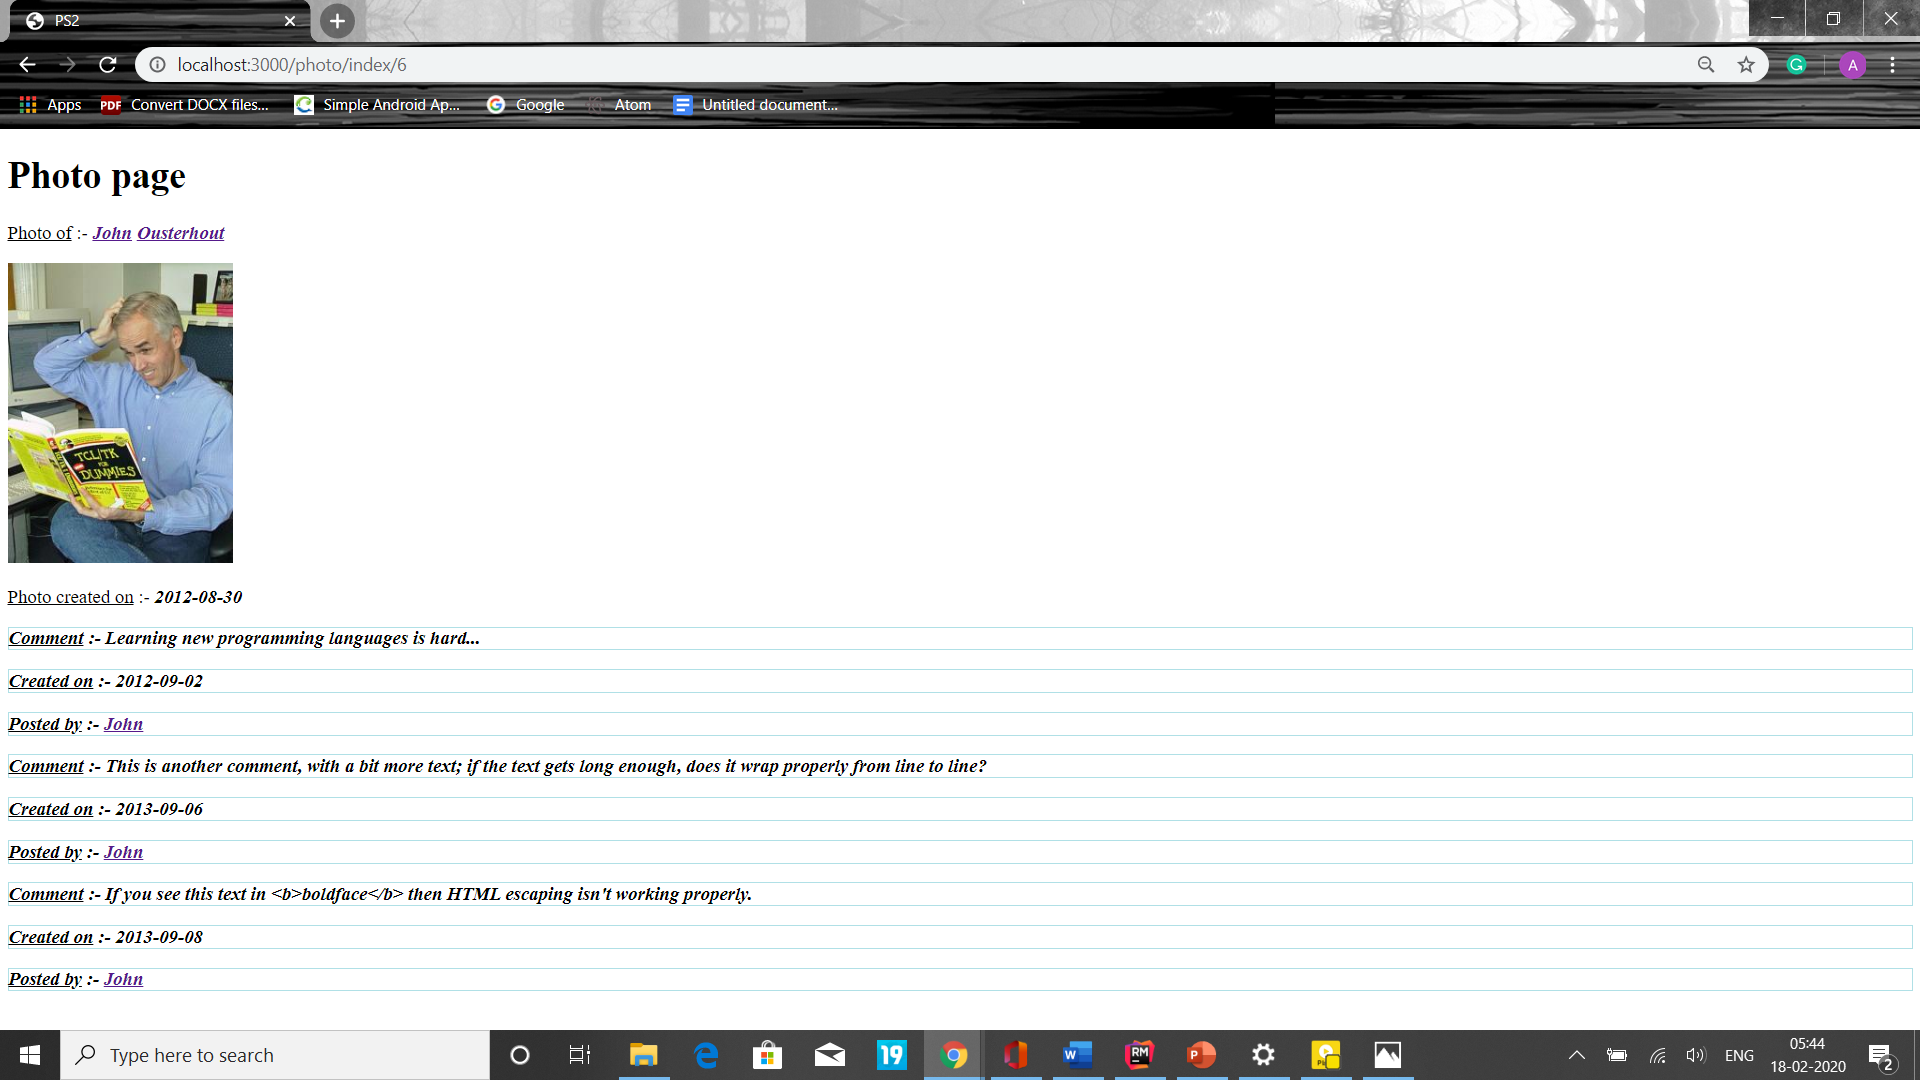 PS2
localhost:3000/photo/index/6
G
A
Apps PDF Convert DOCX files... Simple Android Ap... Google Atom Untitled document...
Photo page
Photo of :- John Ousterhout
TCL/TK
FOR
DUMMIES
Photo created on :- 2012-08-30
Comment :- Learning new programming languages is hard...
Created on :- 2012-09-02
Posted by :- John
Comment :- This is another comment, with a bit more text; if the text gets long enough, does it wrap properly from line to line?
Created on :- 2013-09-06
Posted by :- John
Comment :- If you see this text in <b>boldface</b> then HTML escaping isn't working properly.
Created on :- 2013-09-08
Posted by :- John
Type here to search
19
W
RM
P
ENG
05:44
18-02-2020
2